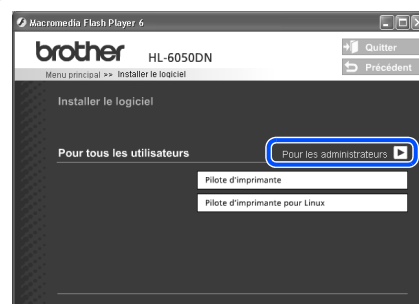 Macromedia Flash Player 6
brother HL-6050DN
Quitter
Précédent
Menu principal >> Installer le logiciel
Installer le logiciel
Pour tous les utilisateurs
Pour les administrateurs
Pilote d'imprimante
Pilote d'imprimante pour Linux